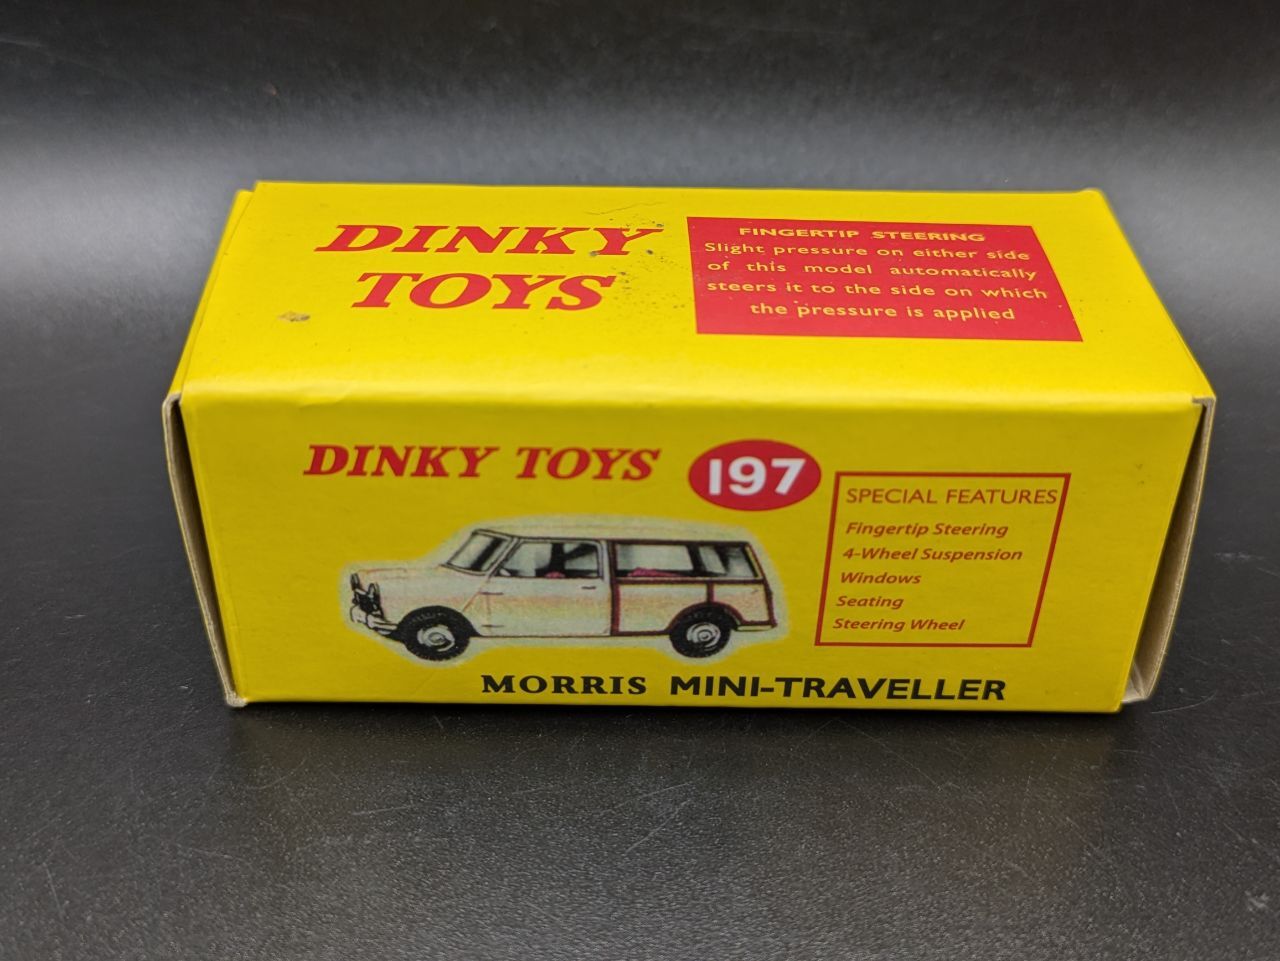 DINKY
TOYS
FINGERTIP STEERING
Slight pressure on either side
of this model automatically
steers it to the side on which
the pressure is applied
DINKY TOYS
197
SPECIAL FEATURES
Fingertip Steering
4-Wheel Suspension
Windows
Seating
Steering Wheel
MORRIS MINI-TRAVELLER